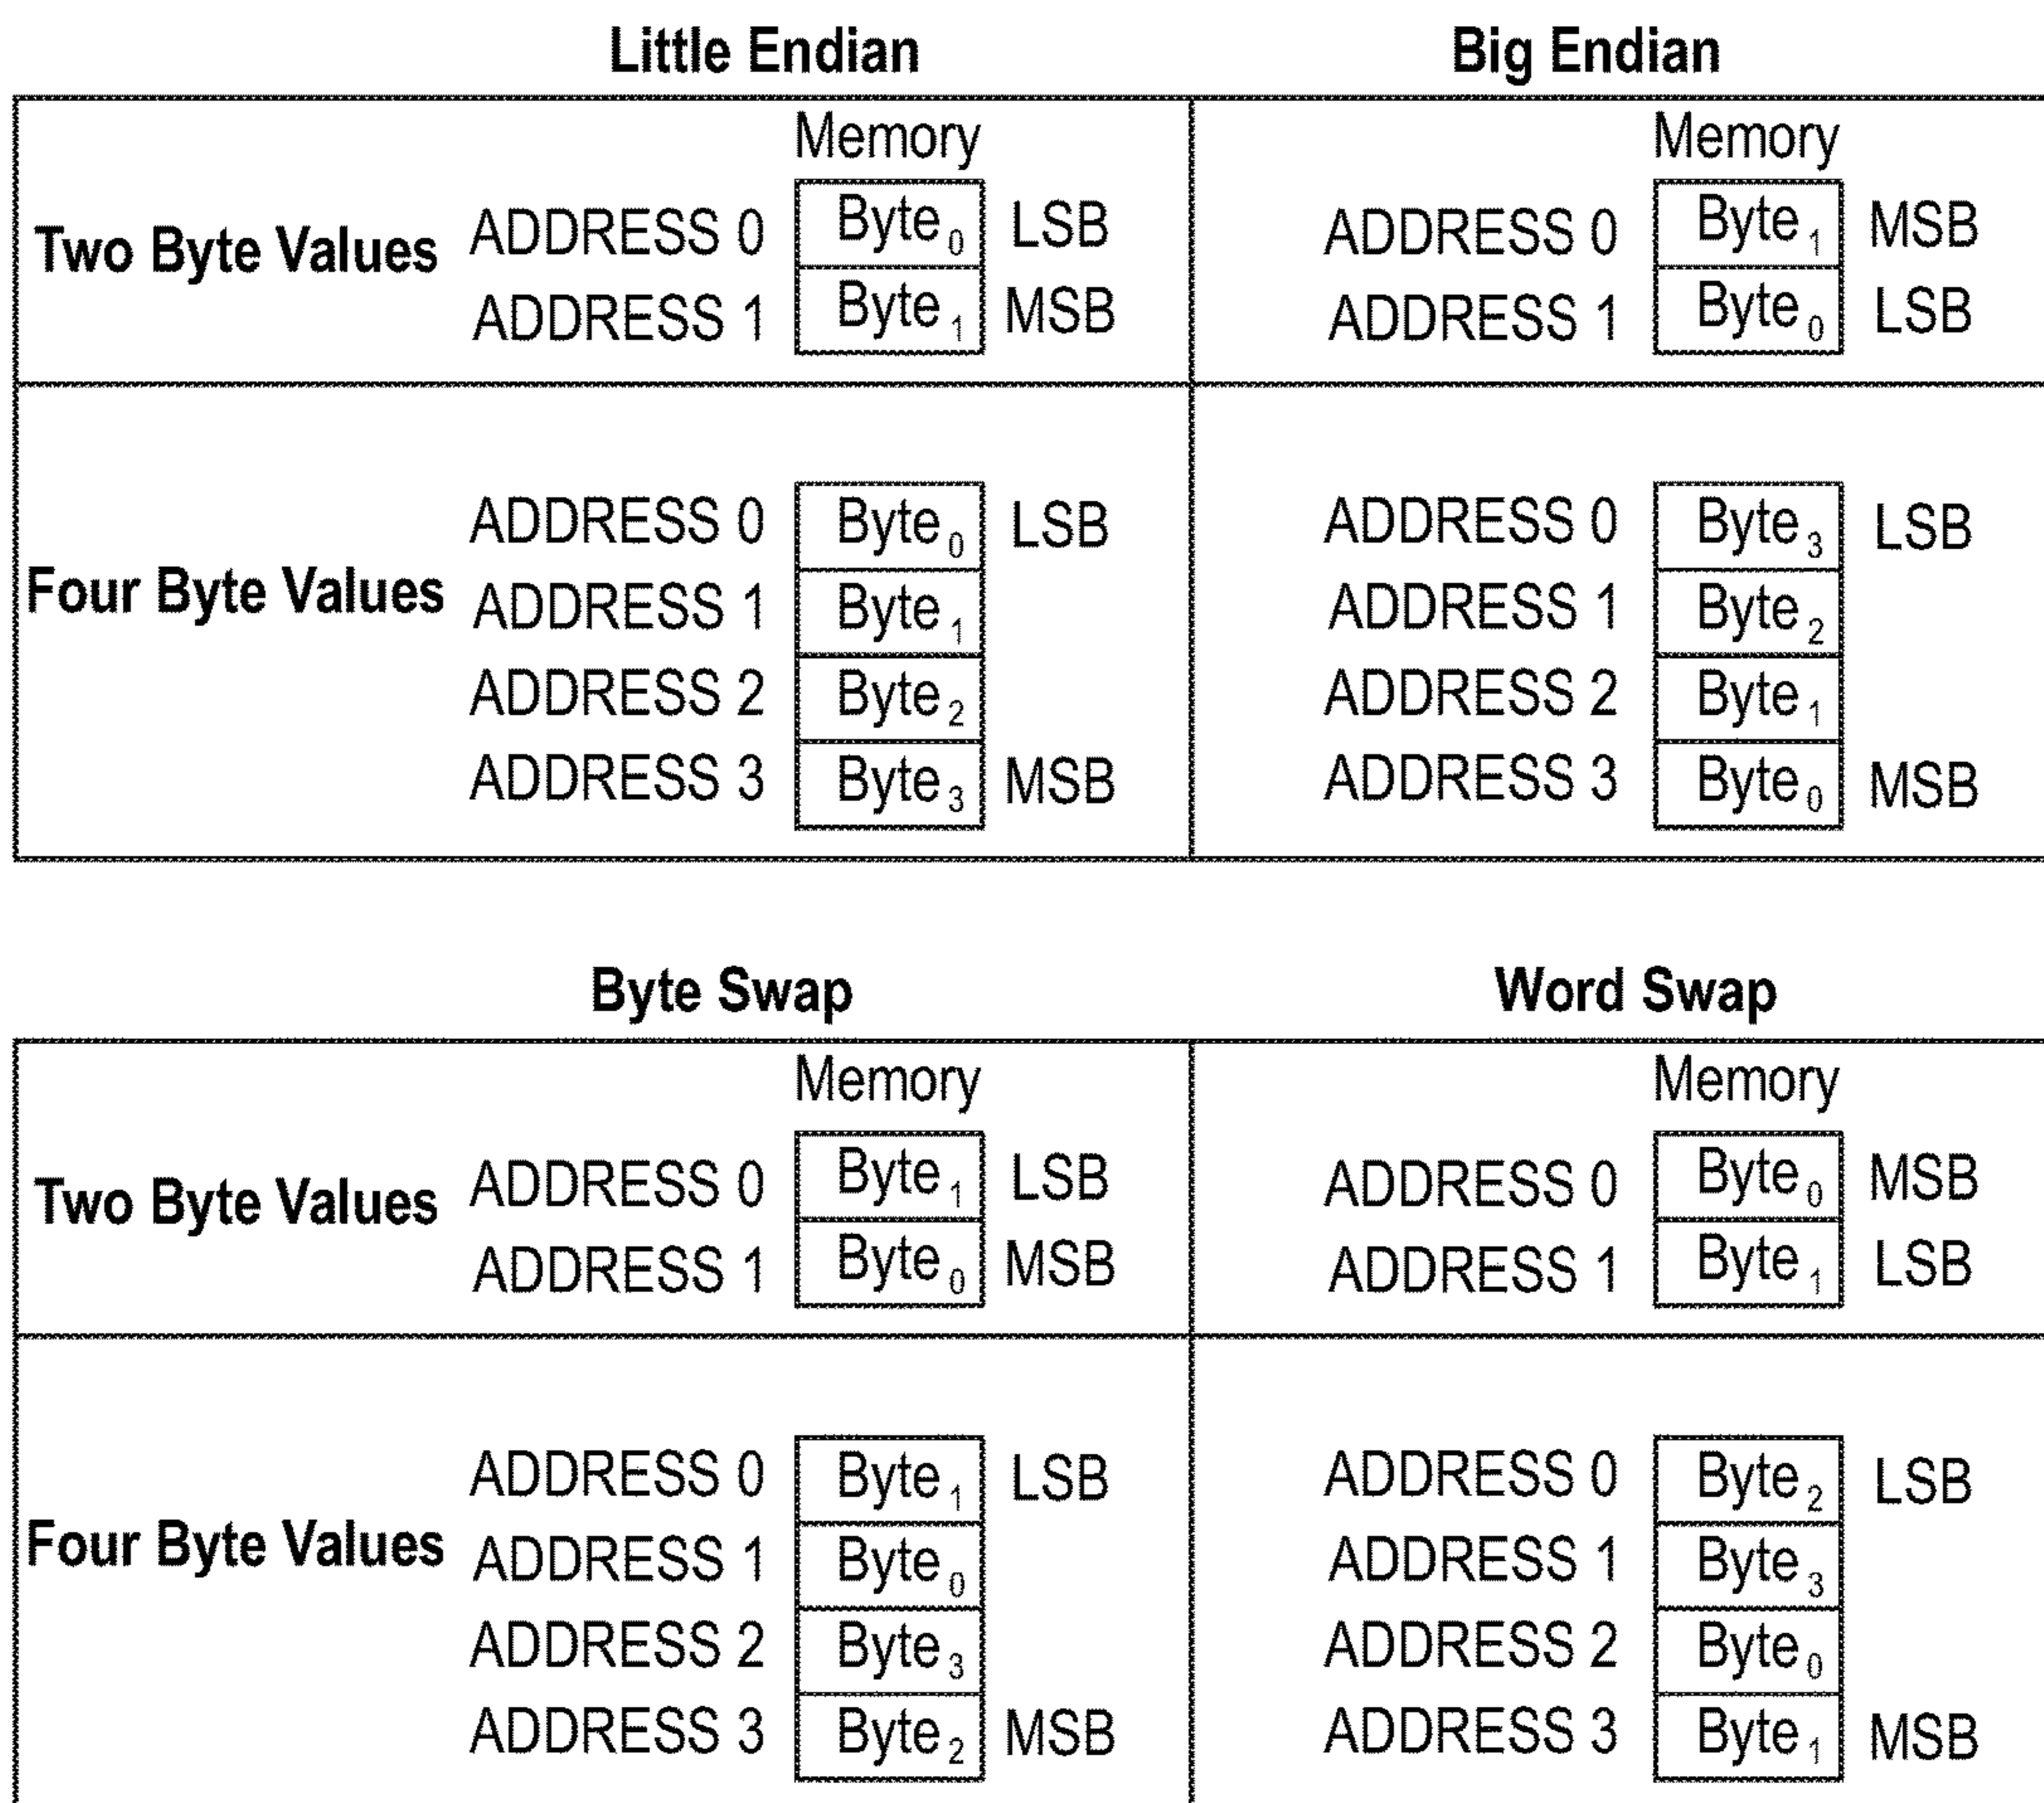 Little Endian Big Endian
Memory Memory
Two Byte Values ADDRESS 0 Byte₀ LSB ADDRESS 0 Byte₁ MSB
ADDRESS 1 Byte₁ MSB ADDRESS 1 Byte₀ LSB
ADDRESS 0 Byte₀ LSB ADDRESS 0 Byte₃ LSB
Four Byte Values ADDRESS 1 Byte₁ ADDRESS 1 Byte₂
ADDRESS 2 Byte₂ ADDRESS 2 Byte₁
ADDRESS 3 Byte₃ MSB ADDRESS 3 Byte₀ MSB
Byte Swap Word Swap
Memory Memory
Two Byte Values ADDRESS 0 Byte₁ LSB ADDRESS 0 Byte₀ MSB
ADDRESS 1 Byte₀ MSB ADDRESS 1 Byte₁ LSB
ADDRESS 0 Byte₁ LSB ADDRESS 0 Byte₂ LSB
Four Byte Values ADDRESS 1 Byte₀ ADDRESS 1 Byte₃
ADDRESS 2 Byte₃ ADDRESS 2 Byte₀
ADDRESS 3 Byte₂ MSB ADDRESS 3 Byte₁ MSB